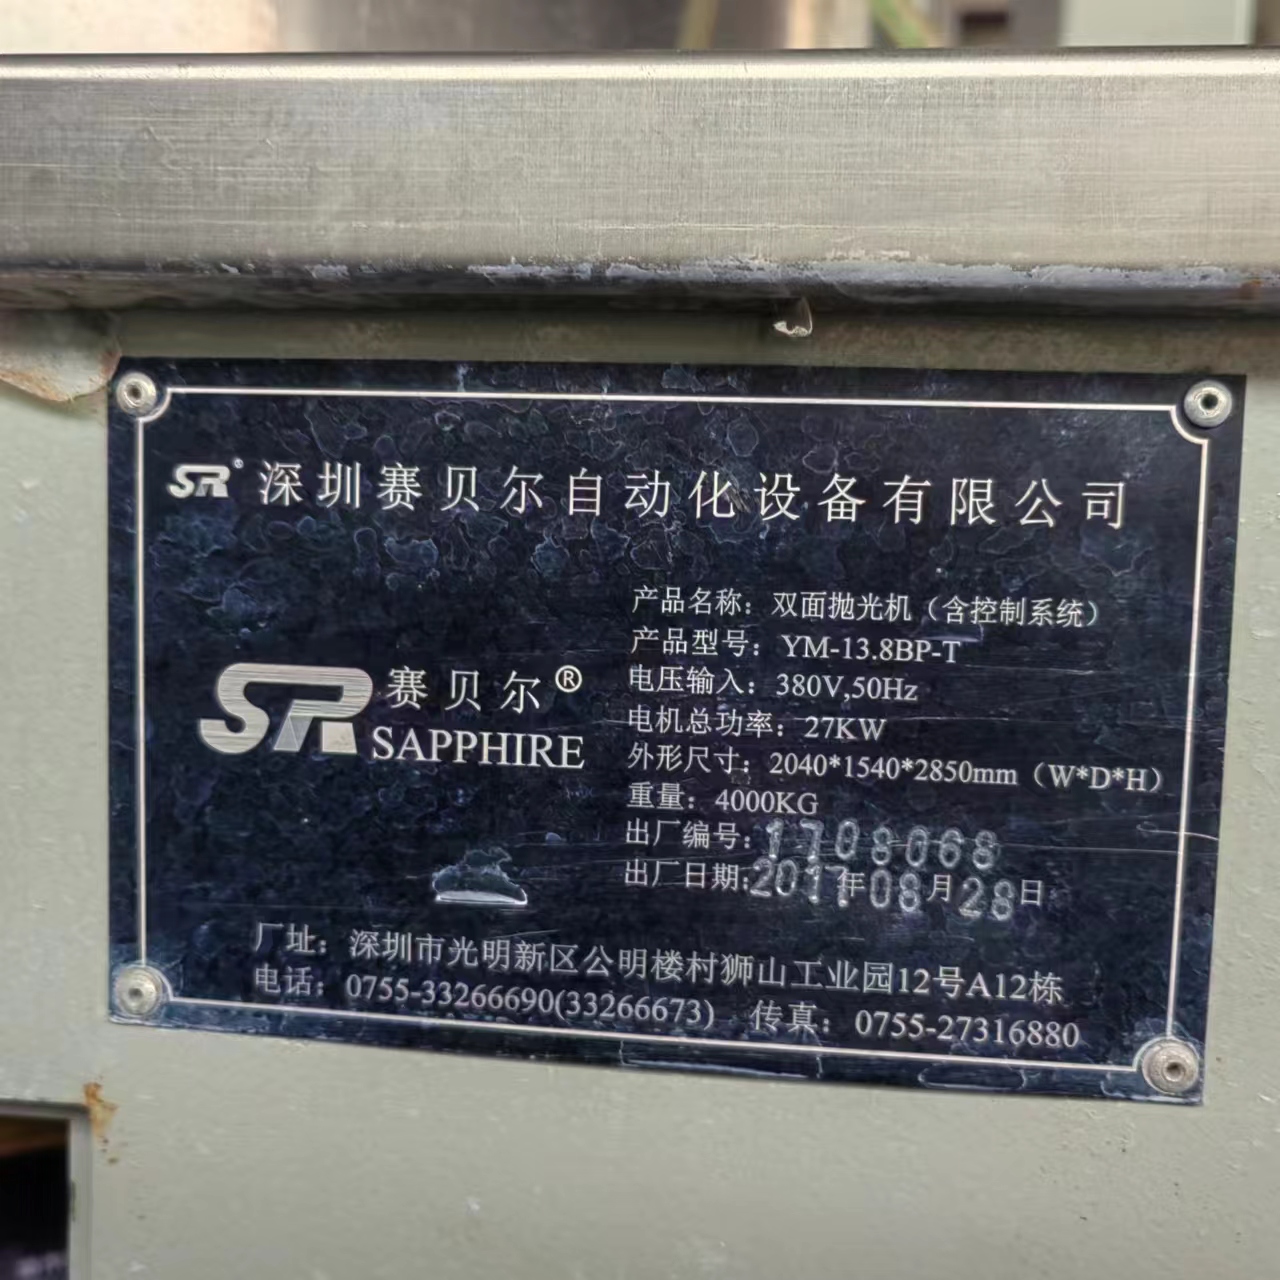 SR® 深圳赛贝尔自动化设备有限公司
SR 赛贝尔®
SAPPHIRE
产品名称：双面抛光机（含控制系统）
产品型号：YM-13.8BP-T
电压输入：380V,50Hz
电机总功率：27KW
外形尺寸：2040*1540*2850mm（W*D*H）
重量：4000KG
出厂编号：1708068
出厂日期：2017年08月28日
厂址：深圳市光明新区公明楼村狮山工业园12号A12栋
电话：0755-33266690(33266673) 传真：0755-27316880